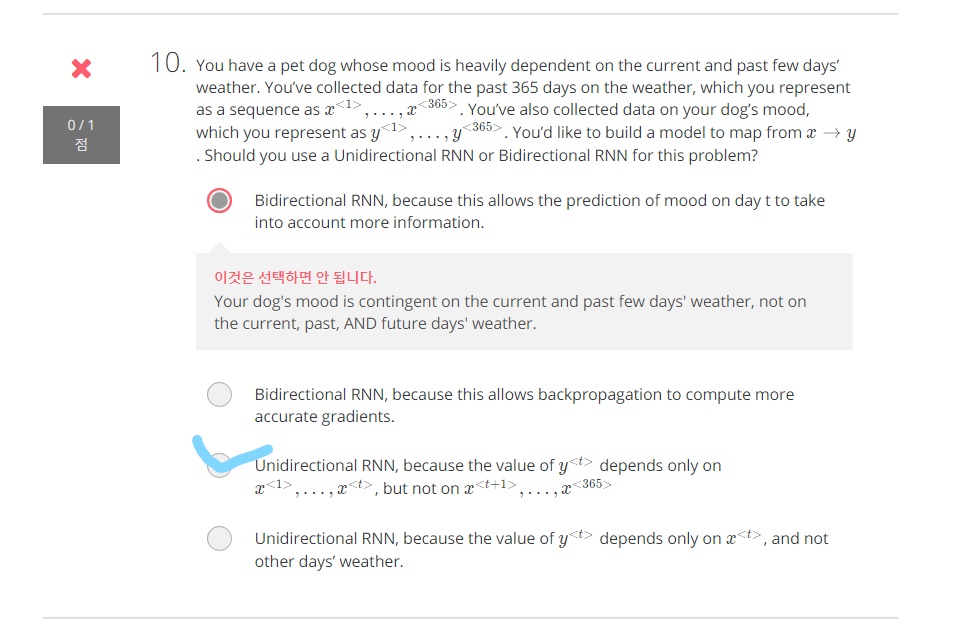 10. You have a pet dog whose mood is heavily dependent on the current and past few days'
weather. You've collected data for the past 365 days on the weather, which you represent
as a sequence as x<1>, . . . , x<365>. You've also collected data on your dog's mood,
0 / 1
점
which you represent as y<1>, . . . , y<365>. You'd like to build a model to map from x → y
. Should you use a Unidirectional RNN or Bidirectional RNN for this problem?
Bidirectional RNN, because this allows the prediction of mood on day t to take
into account more information.
이것은 선택하면 안 됩니다.
Your dog's mood is contingent on the current and past few days' weather, not on
the current, past, AND future days' weather.
Bidirectional RNN, because this allows backpropagation to compute more
accurate gradients.
Unidirectional RNN, because the value of y<t> depends only on
x<1>, . . . , x<t>, but not on x<t+1>, . . . , x<365>
Unidirectional RNN, because the value of y<t> depends only on x<t>, and not
other days' weather.